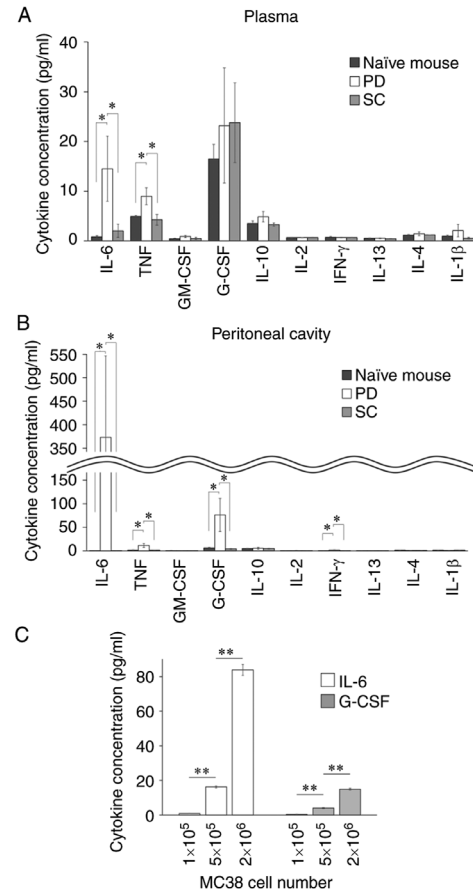 A
Plasma
Cytokine concentration (pg/ml)
40
30
20
10
0
Naïve mouse
PD
SC
* *
* *
IL-6
TNF
GM-CSF
G-CSF
IL-10
IL-2
IFN-γ
IL-13
IL-4
IL-1β
B
Peritoneal cavity
Cytokine concentration (pg/ml)
550
500
450
400
350
150
100
50
0
Naïve mouse
PD
SC
* *
* *
* *
* *
IL-6
TNF
GM-CSF
G-CSF
IL-10
IL-2
IFN-γ
IL-13
IL-4
IL-1β
C
Cytokine concentration (pg/ml)
80
60
40
20
0
IL-6
G-CSF
**
**
**
**
1×10⁵
5×10⁵
2×10⁶
1×10⁵
5×10⁵
2×10⁶
MC38 cell number